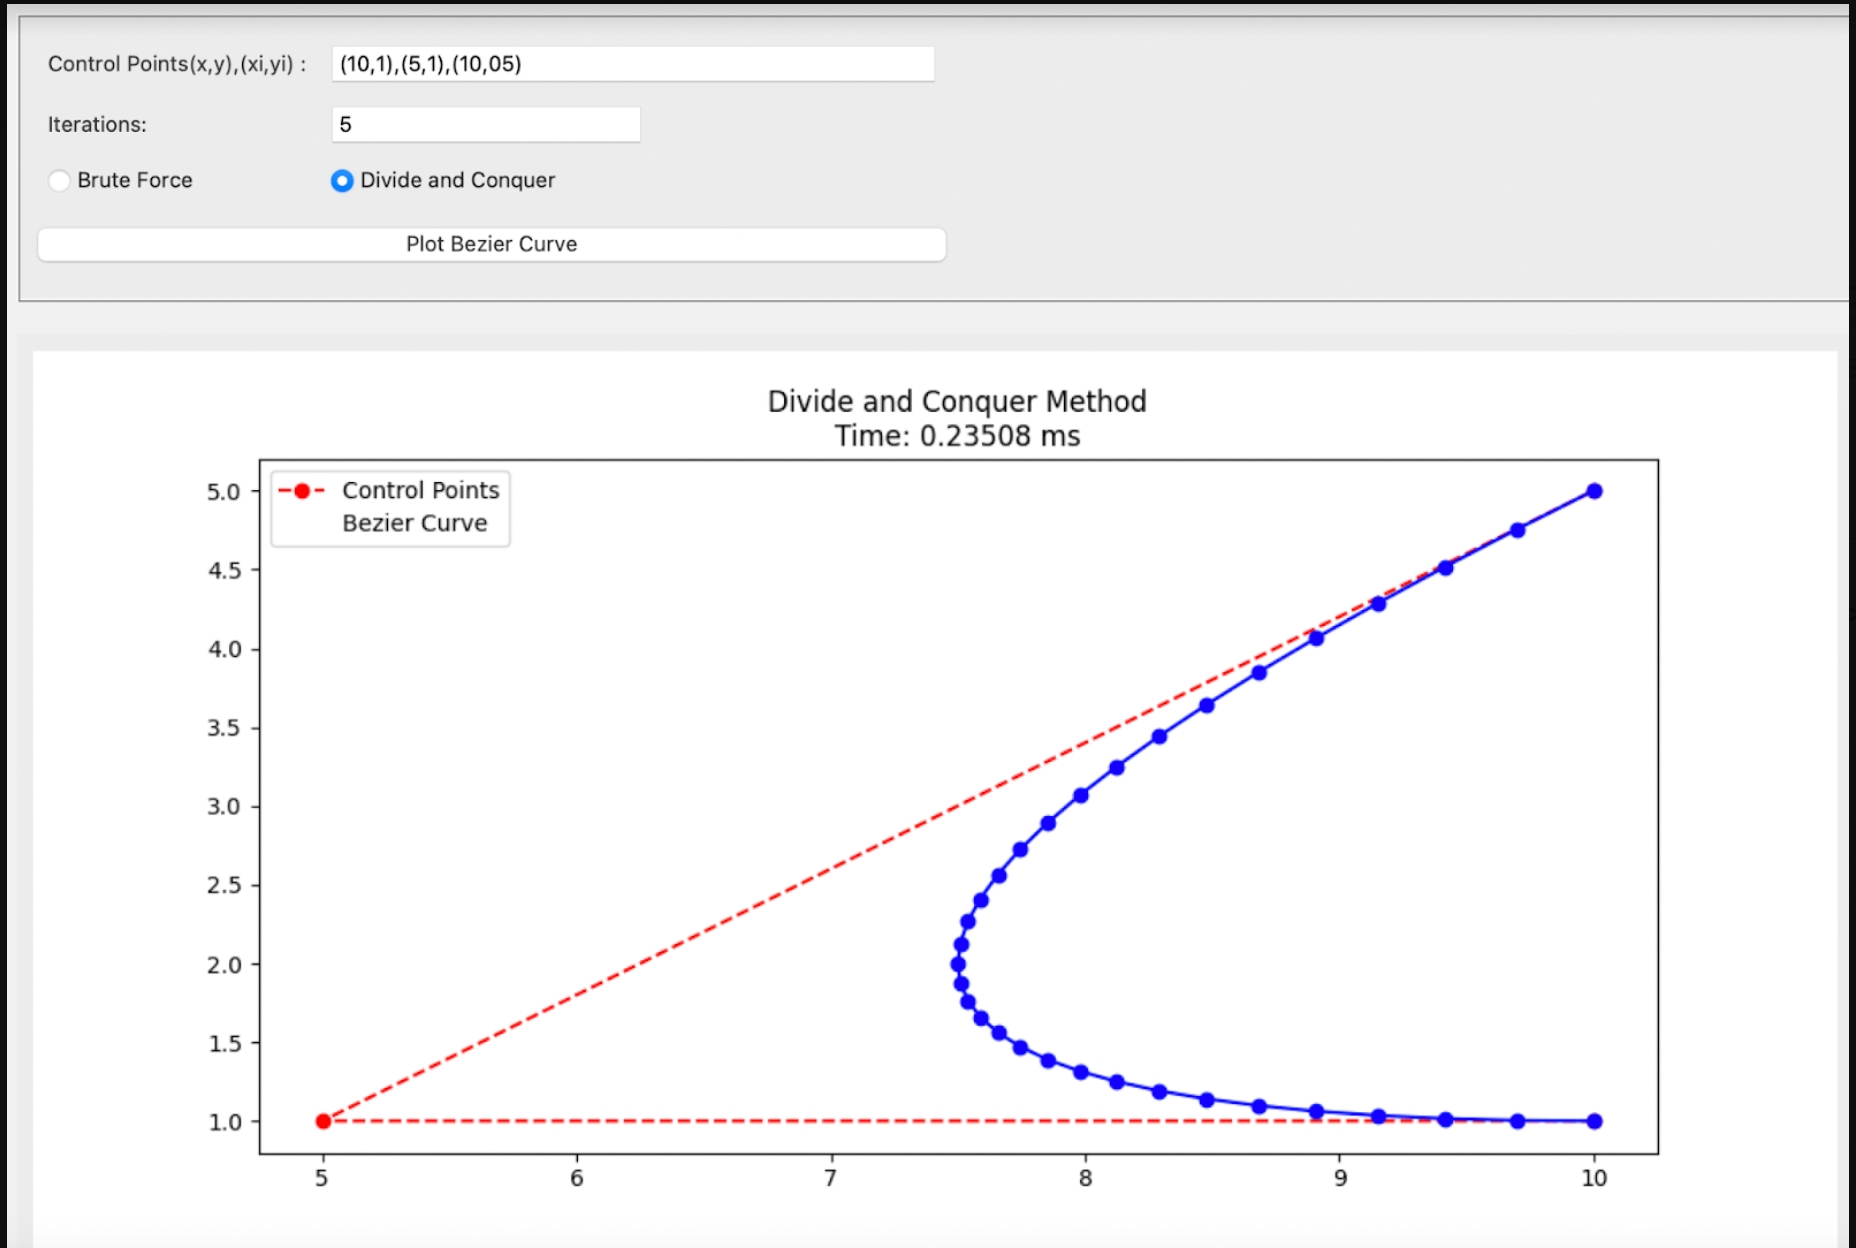 Control Points(x,y),(xi,yi) : (10,1),(5,1),(10,05)
Iterations: 5
Brute Force Divide and Conquer
Plot Bezier Curve
Divide and Conquer Method
Time: 0.23508 ms
Control Points
Bezier Curve
5.0
4.5
4.0
3.5
3.0
2.5
2.0
1.5
1.0
5 6 7 8 9 10